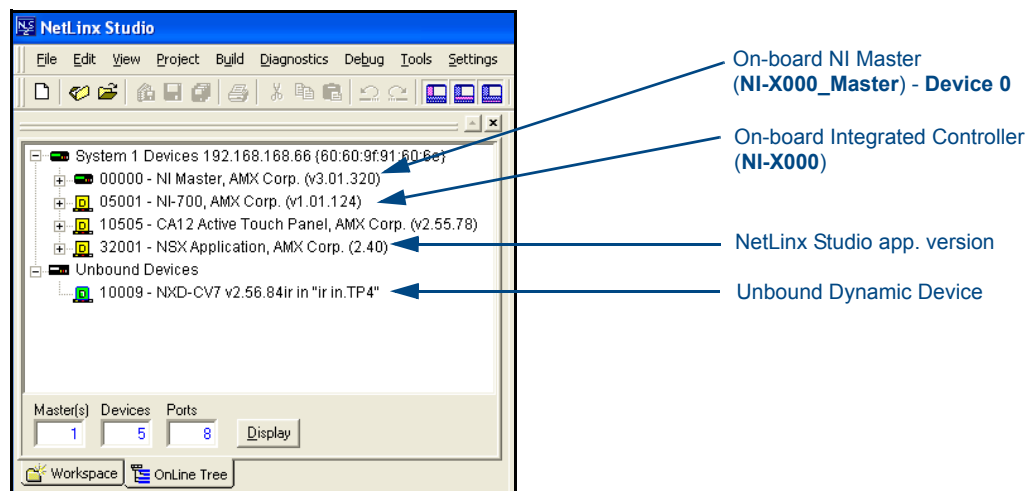 NetLinx Studio
File Edit View Project Build Diagnostics Debug Tools Settings
System 1 Devices 192.168.168.66 {60:60:9f:91:60:6e}
00000 - NI Master, AMX Corp. (v3.01.320)
05001 - NI-700, AMX Corp. (v1.01.124)
10505 - CA12 Active Touch Panel, AMX Corp. (v2.55.78)
32001 - NSX Application, AMX Corp. (2.40)
Unbound Devices
10009 - NXD-CV7 v2.56.84ir in "ir in.TP4"
Master(s) Devices Ports
1 5 8 Display
Workspace OnLine Tree
On-board NI Master
(NI-X000_Master) - Device 0
On-board Integrated Controller
(NI-X000)
NetLinx Studio app. version
Unbound Dynamic Device